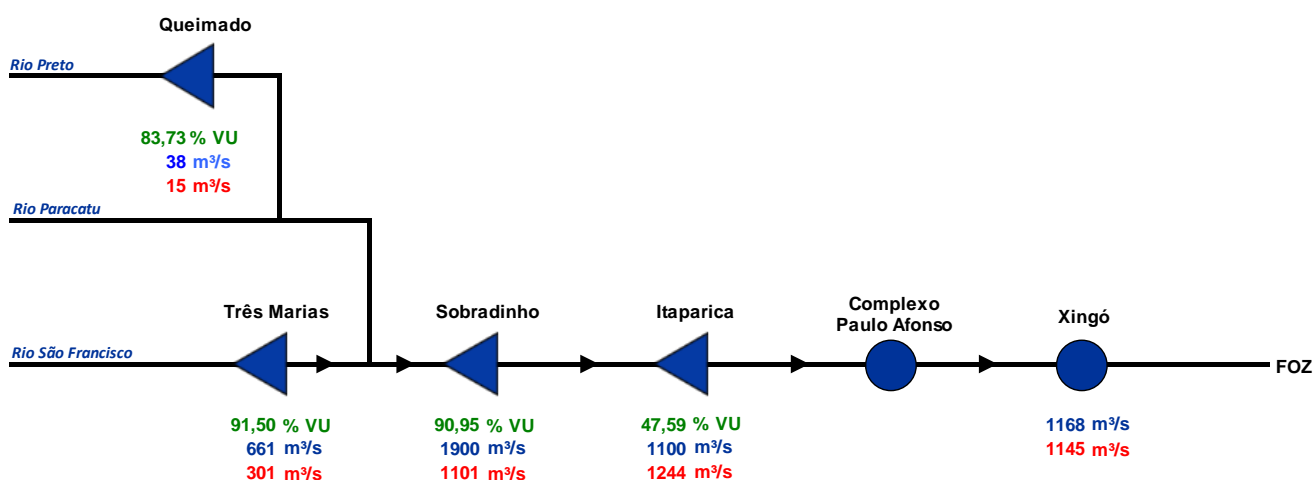 Queimado
Rio Preto
83,73 % VU
38 m³/s
15 m³/s
Rio Paracatu
Três Marias
Sobradinho
Itaparica
Complexo
Paulo Afonso
Xingó
Rio São Francisco
FOZ
91,50 % VU
661 m³/s
301 m³/s
90,95 % VU
1900 m³/s
1101 m³/s
47,59 % VU
1100 m³/s
1244 m³/s
1168 m³/s
1145 m³/s